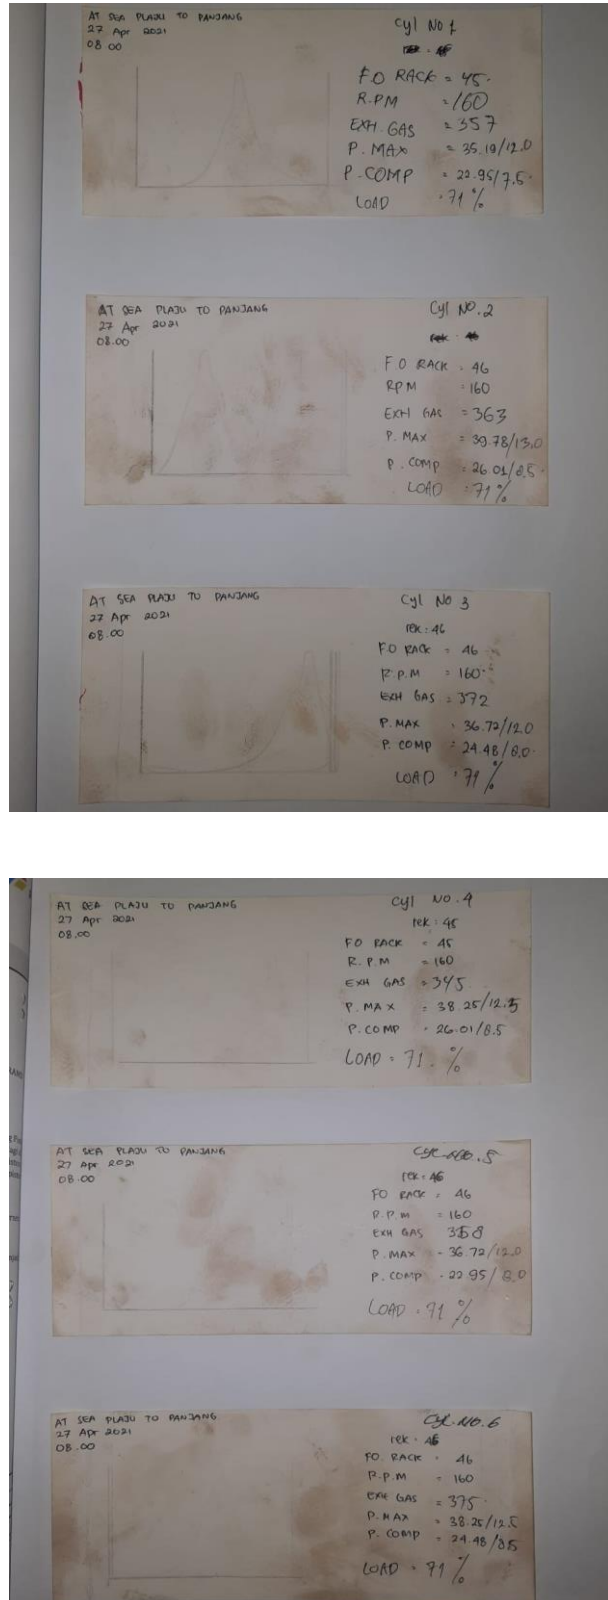 AT SEA PLAJU TO PANJANG
27 Apr 2021
08 00
Cyl No 1
F.O RACK = 45
R.PM = 160
EXH. GAS = 357
P. MAX = 35.19/12.0
P.COMP = 22.95/7.5
LOAD = 71 %
AT SEA PLAJU TO PANJANG
27 Apr 2021
08.00
Cyl NO.2
F.O RACK = 46
RPM = 160
EXH GAS = 363
P. MAX = 39.78/13.0
P. COMP = 26.01/8.5
LOAD = 71 %
AT SEA PLAJU TO PANJANG
27 Apr 2021
08.00
Cyl No 3
rek : 46
F.O RACK = 46
R.P.M = 160
EXH GAS = 372
P. MAX = 36.72/12.0
P. COMP = 24.48/8.0
LOAD = 71 %
AT SEA PLAJU TO PANJANG
27 Apr 2021
08.00
Cyl NO.4
rek : 45
FO RACK = 45
R.P.M = 160
EXH GAS = 345
P. MAX = 38.25/12.5
P. COMP = 26.01/8.5
LOAD = 71 %
AT SEA PLAJU TO PANJANG
27 Apr 2021
08.00
Cyl No. 5
rek : 46
FO RACK = 46
R.P.M = 160
EXH GAS 358
P. MAX = 36.72/12.0
P. COMP = 22.95/8.0
LOAD = 71 %
AT SEA PLAJU TO PANJANG
27 Apr 2021
08.00
Cyl. No. 6
rek : 46
FO. RACK = 46
R.P.M = 160
EXH GAS = 375
P. MAX = 38.25/12.5
P. COMP = 24.48/8.5
LOAD = 71 %